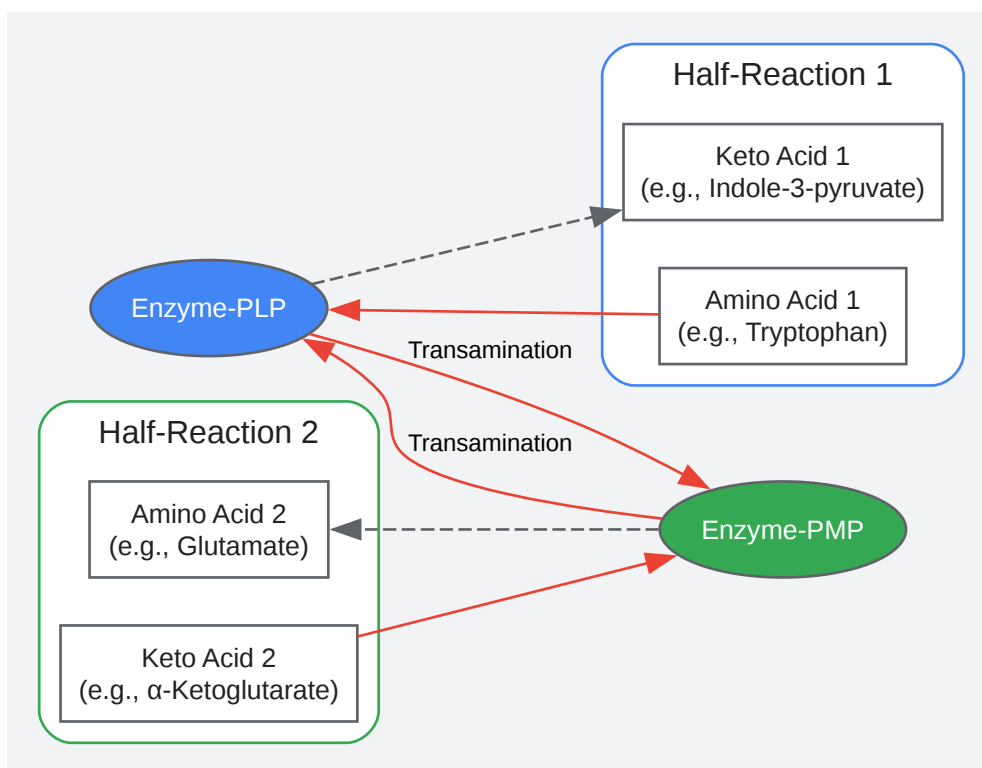 Half-Reaction 1
Keto Acid 1
(e.g., Indole-3-pyruvate)
Amino Acid 1
(e.g., Tryptophan)
Enzyme-PLP
Transamination
Transamination
Half-Reaction 2
Amino Acid 2
(e.g., Glutamate)
Enzyme-PMP
Keto Acid 2
(e.g., α-Ketoglutarate)